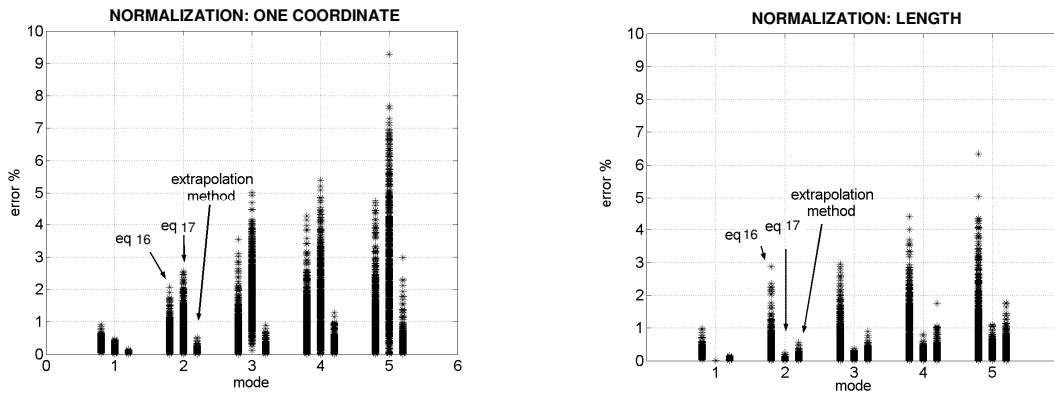 NORMALIZATION: ONE COORDINATE
10
9
8
7
6
5
4
3
2
1
0
error %
extrapolation
method
eq 16
eq 17
0 1 2 3 4 5 6
mode
NORMALIZATION: LENGTH
10
9
8
7
6
5
4
3
2
1
0
error %
extrapolation
method
eq 16
eq 17
1 2 3 4 5
mode